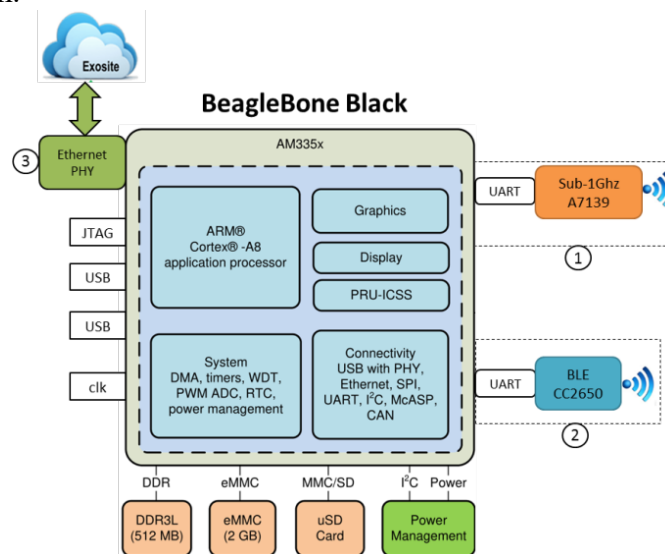 Exosite
BeagleBone Black
AM335x
3
Ethernet
PHY
JTAG
USB
USB
clk
ARM®
Cortex® -A8
application processor
Graphics
Display
PRU-ICSS
System
DMA, timers, WDT,
PWM ADC, RTC,
power management
Connectivity
USB with PHY,
Ethernet, SPI,
UART, I²C, McASP,
CAN
UART
Sub-1Ghz
A7139
1
UART
BLE
CC2650
2
DDR
eMMC
MMC/SD
I²C
Power
DDR3L
(512 MB)
eMMC
(2 GB)
uSD
Card
Power
Management